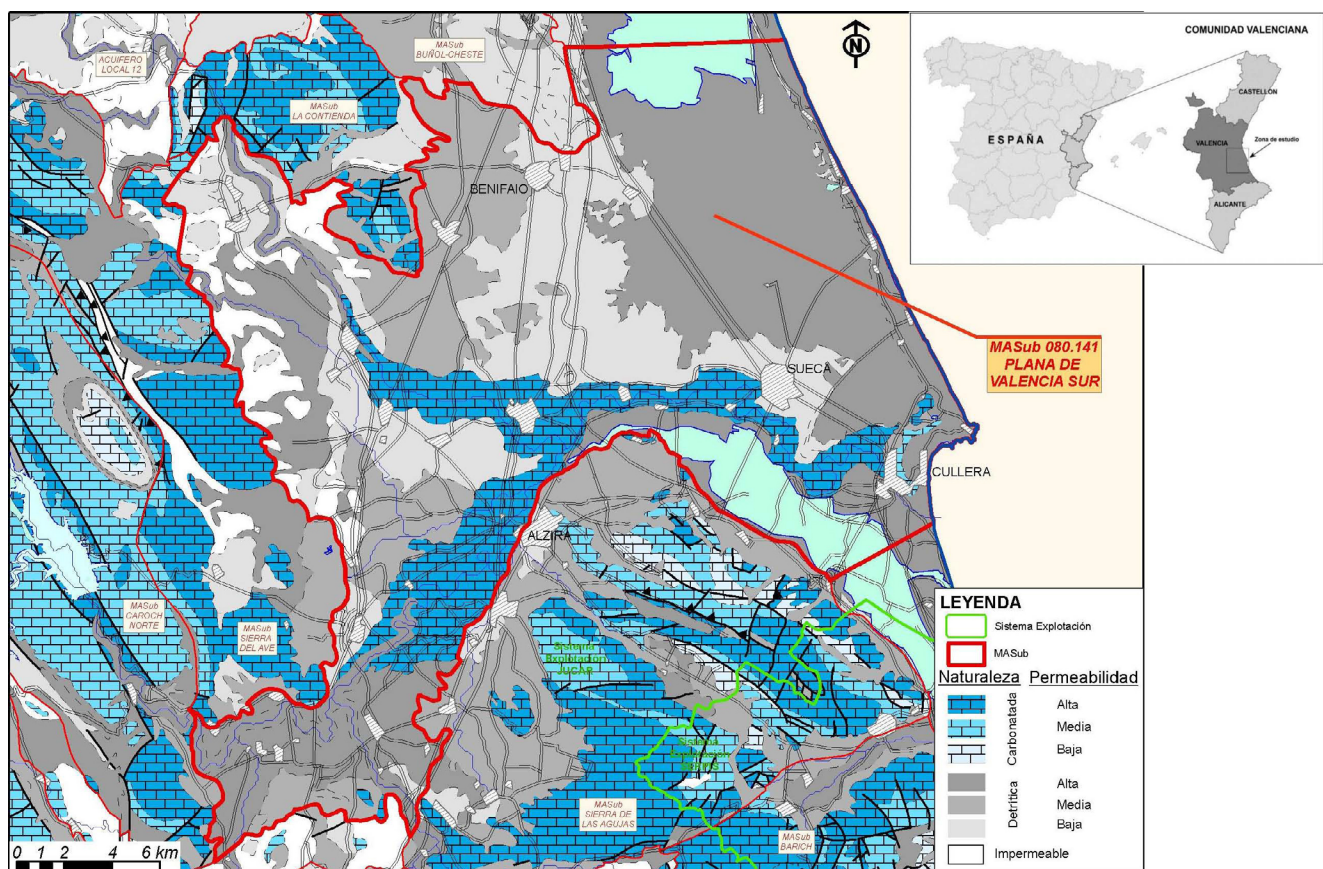 ACUIFERO
LOCAL 12
MASub
BUÑOL-CHESTE
MASub
LA CONTIENDA
N
COMUNIDAD VALENCIANA
CASTELLON
ESPAÑA
VALENCIA
Zona de estudio
ALICANTE
BENIFAIO
MASub 080.141
PLANA DE
VALENCIA SUR
SUECA
CULLERA
ALZIRA
MASub
CAROCH
NORTE
MASub
SIERRA
DEL AVE
Sistema
Explotación
JUCAR
Sistema
MASub
SIERRA DE
LAS AGUJAS
MASub
BARICH
0 1 2 4 6 km
LEYENDA
Sistema Explotación
MASub
Naturaleza Permeabilidad
Carbonatada
Alta
Media
Baja
Detrítica
Alta
Media
Baja
Impermeable